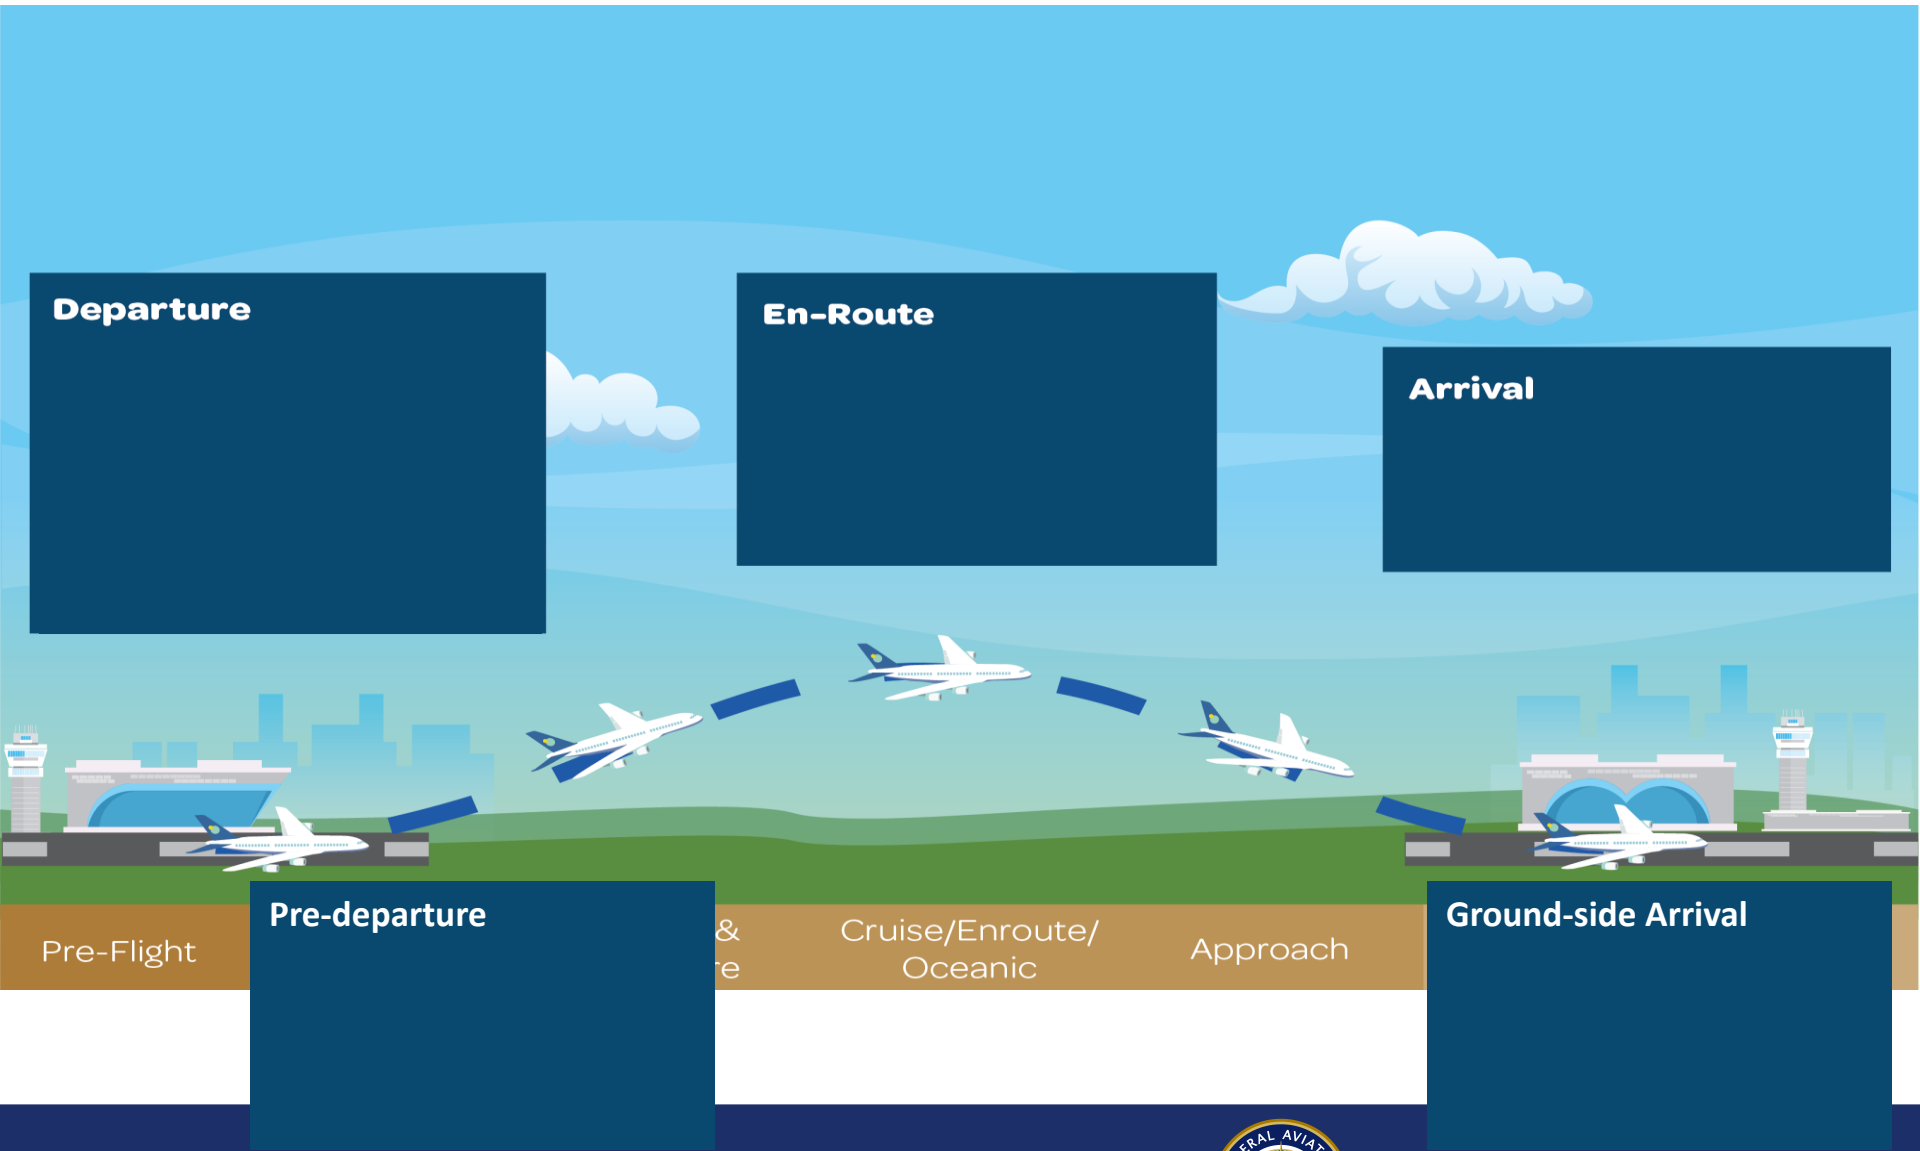 Departure
En-Route
Arrival
Pre-departure
Ground-side Arrival
Pre-Flight
&
Cruise/Enroute/
Oceanic
Approach